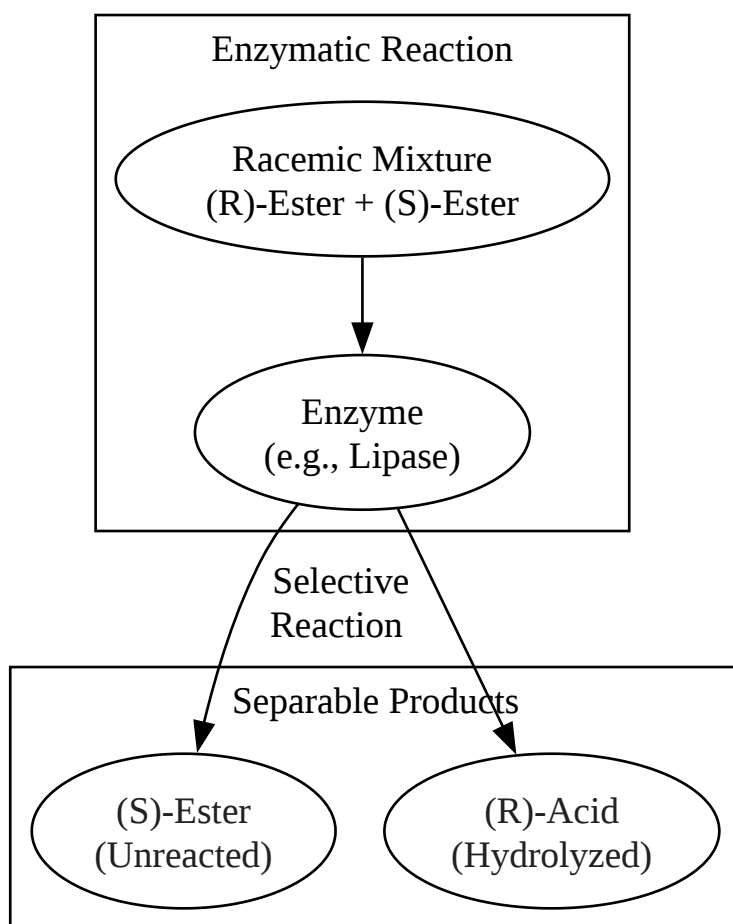 Enzymatic Reaction
Racemic Mixture
(R)-Ester + (S)-Ester
Enzyme
(e.g., Lipase)
Selective
Reaction
Separable Products
(S)-Ester
(Unreacted)
(R)-Acid
(Hydrolyzed)